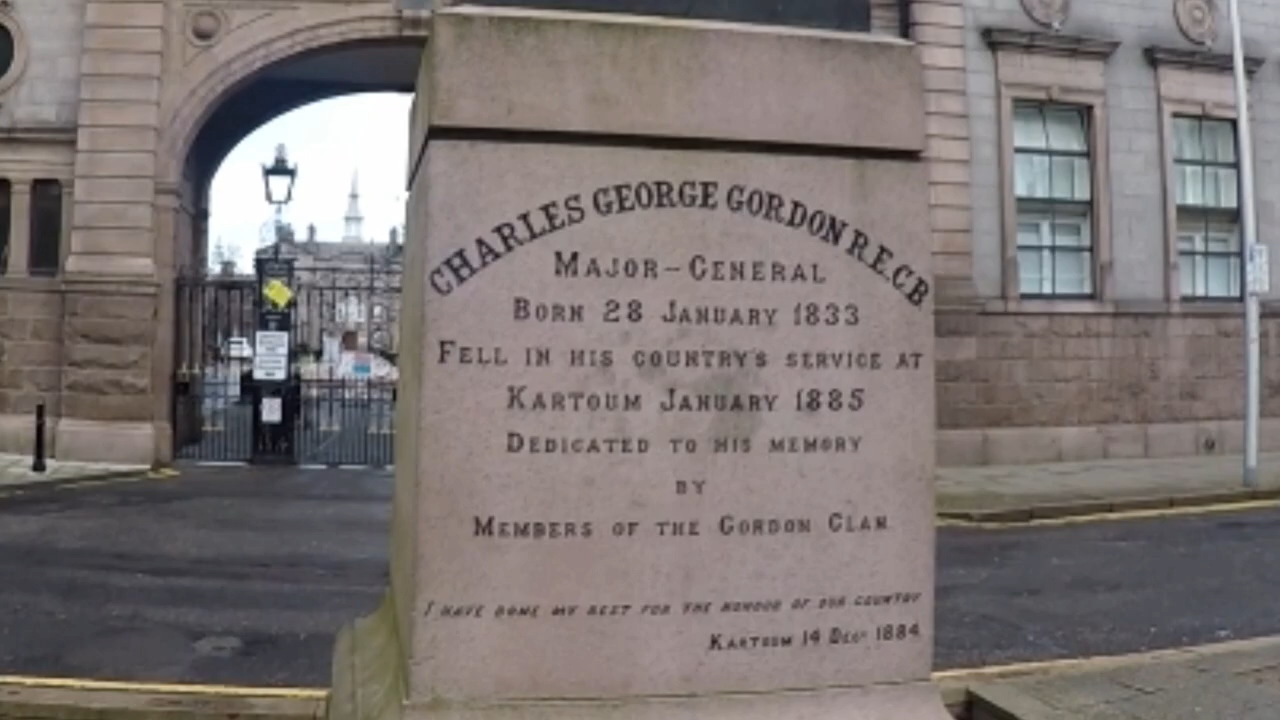 CHARLES GEORGE GORDON R.E.C.B
MAJOR-GENERAL
BORN 28 JANUARY 1833
FELL IN HIS COUNTRY'S SERVICE AT
KARTOUM JANUARY 1885
DEDICATED TO HIS MEMORY
BY
MEMBERS OF THE GORDON CLAN
I HAVE DONE MY BEST FOR THE HONOUR OF OUR COUNTRY
KARTOUM 14 DECR 1884